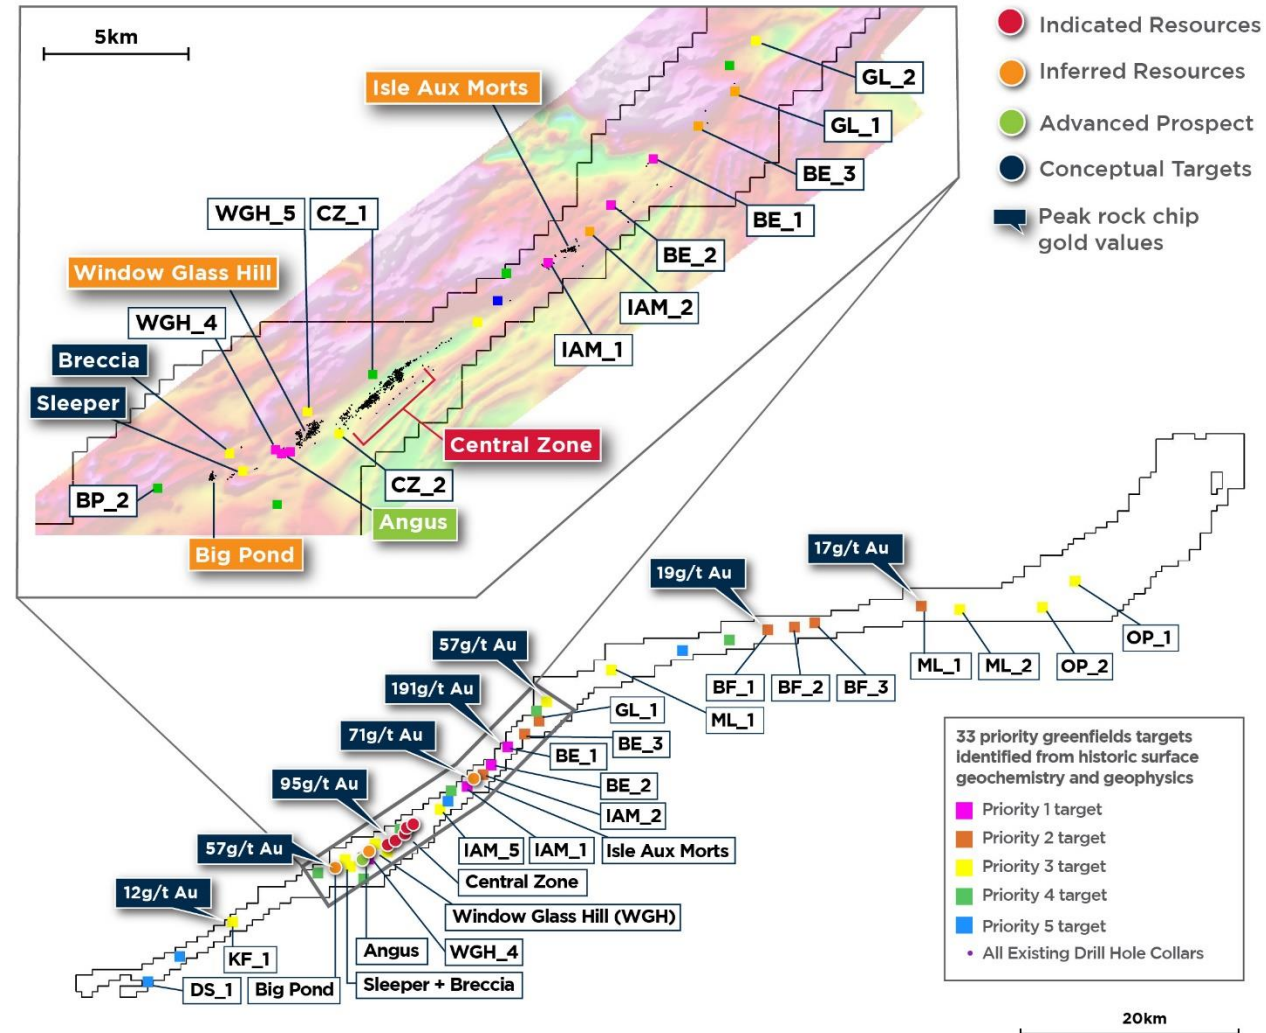 5km
Isle Aux Morts
GL_2
GL_1
BE_3
BE_1
BE_2
IAM_2
IAM_1
WGH_5
CZ_1
Window Glass Hill
WGH_4
Breccia
Sleeper
BP_2
Central Zone
CZ_2
Angus
Big Pond
Indicated Resources
Inferred Resources
Advanced Prospect
Conceptual Targets
Peak rock chip
gold values
17g/t Au
19g/t Au
57g/t Au
191g/t Au
71g/t Au
95g/t Au
57g/t Au
12g/t Au
OP_1
OP_2
ML_2
ML_1
BF_3
BF_2
BF_1
ML_1
GL_1
BE_3
BE_1
BE_2
IAM_2
Isle Aux Morts
IAM_1
IAM_5
Central Zone
Window Glass Hill (WGH)
WGH_4
Angus
Sleeper + Breccia
Big Pond
KF_1
DS_1
33 priority greenfields targets
identified from historic surface
geochemistry and geophysics
Priority 1 target
Priority 2 target
Priority 3 target
Priority 4 target
Priority 5 target
All Existing Drill Hole Collars
20km